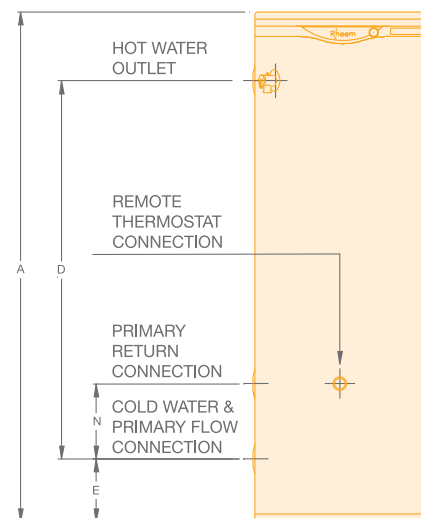 Rheem
HOT WATER
OUTLET
REMOTE
THERMOSTAT
CONNECTION
A
D
PRIMARY
RETURN
CONNECTION
N
COLD WATER &
PRIMARY FLOW
CONNECTION
E